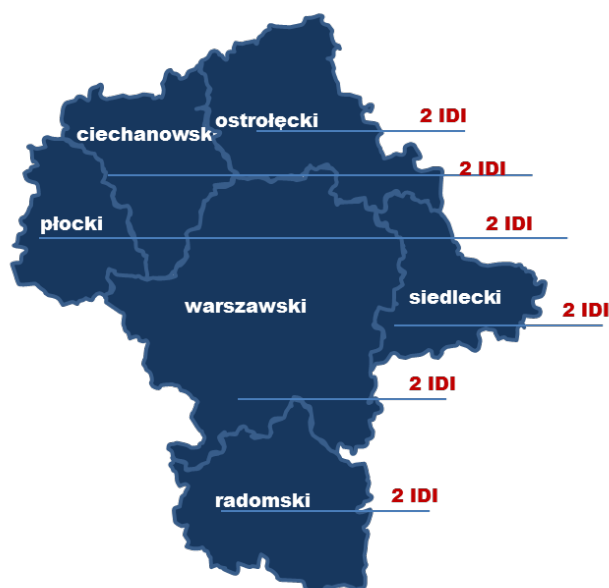 2 IDI
ostrołęcki
ciechanowsk
2 IDI
płocki
2 IDI
siedlecki
warszawski
2 IDI
2 IDI
radomski
2 IDI